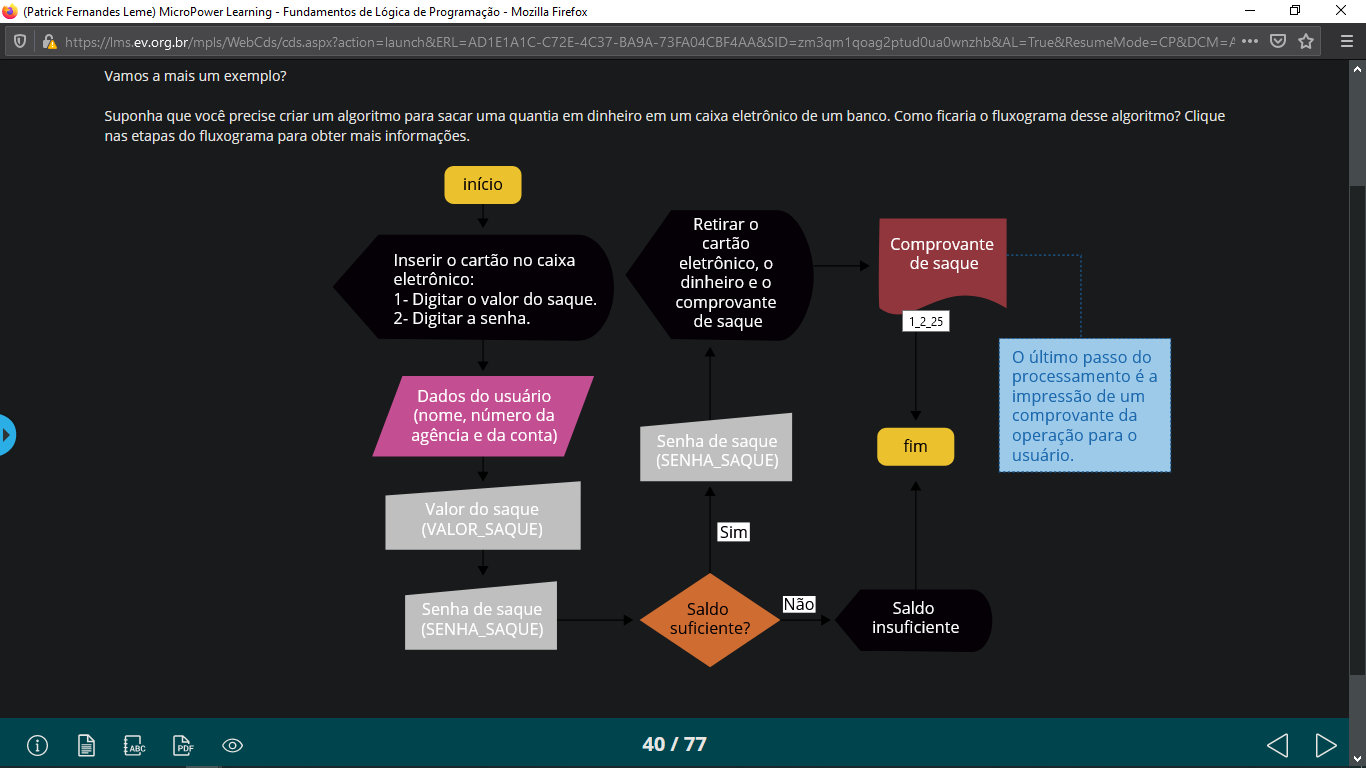 (Patrick Fernandes Leme) MicroPower Learning - Fundamentos de Lógica de Programação - Mozilla Firefox
https://lms.ev.org.br/mpls/WebCds/cds.aspx?action=launch&ERL=AD1E1A1C-C72E-4C37-BA9A-73FA04CBF4AA&SID=zm3qm1qoag2ptud0ua0wnzhb&AL=True&ResumeMode=CP&DCM=A
Vamos a mais um exemplo?
Suponha que você precise criar um algoritmo para sacar uma quantia em dinheiro em um caixa eletrônico de um banco. Como ficaria o fluxograma desse algoritmo? Clique
nas etapas do fluxograma para obter mais informações.
início
Inserir o cartão no caixa
eletrônico:
1- Digitar o valor do saque.
2- Digitar a senha.
Dados do usuário
(nome, número da
agência e da conta)
Valor do saque
(VALOR_SAQUE)
Senha de saque
(SENHA_SAQUE)
Saldo
suficiente?
Sim
Não
Senha de saque
(SENHA_SAQUE)
Retirar o
cartão
eletrônico, o
dinheiro e o
comprovante
de saque
Comprovante
de saque
1_2_25
O último passo do
processamento é a
impressão de um
comprovante da
operação para o
usuário.
fim
Saldo
insuficiente
ABC
PDF
40 / 77